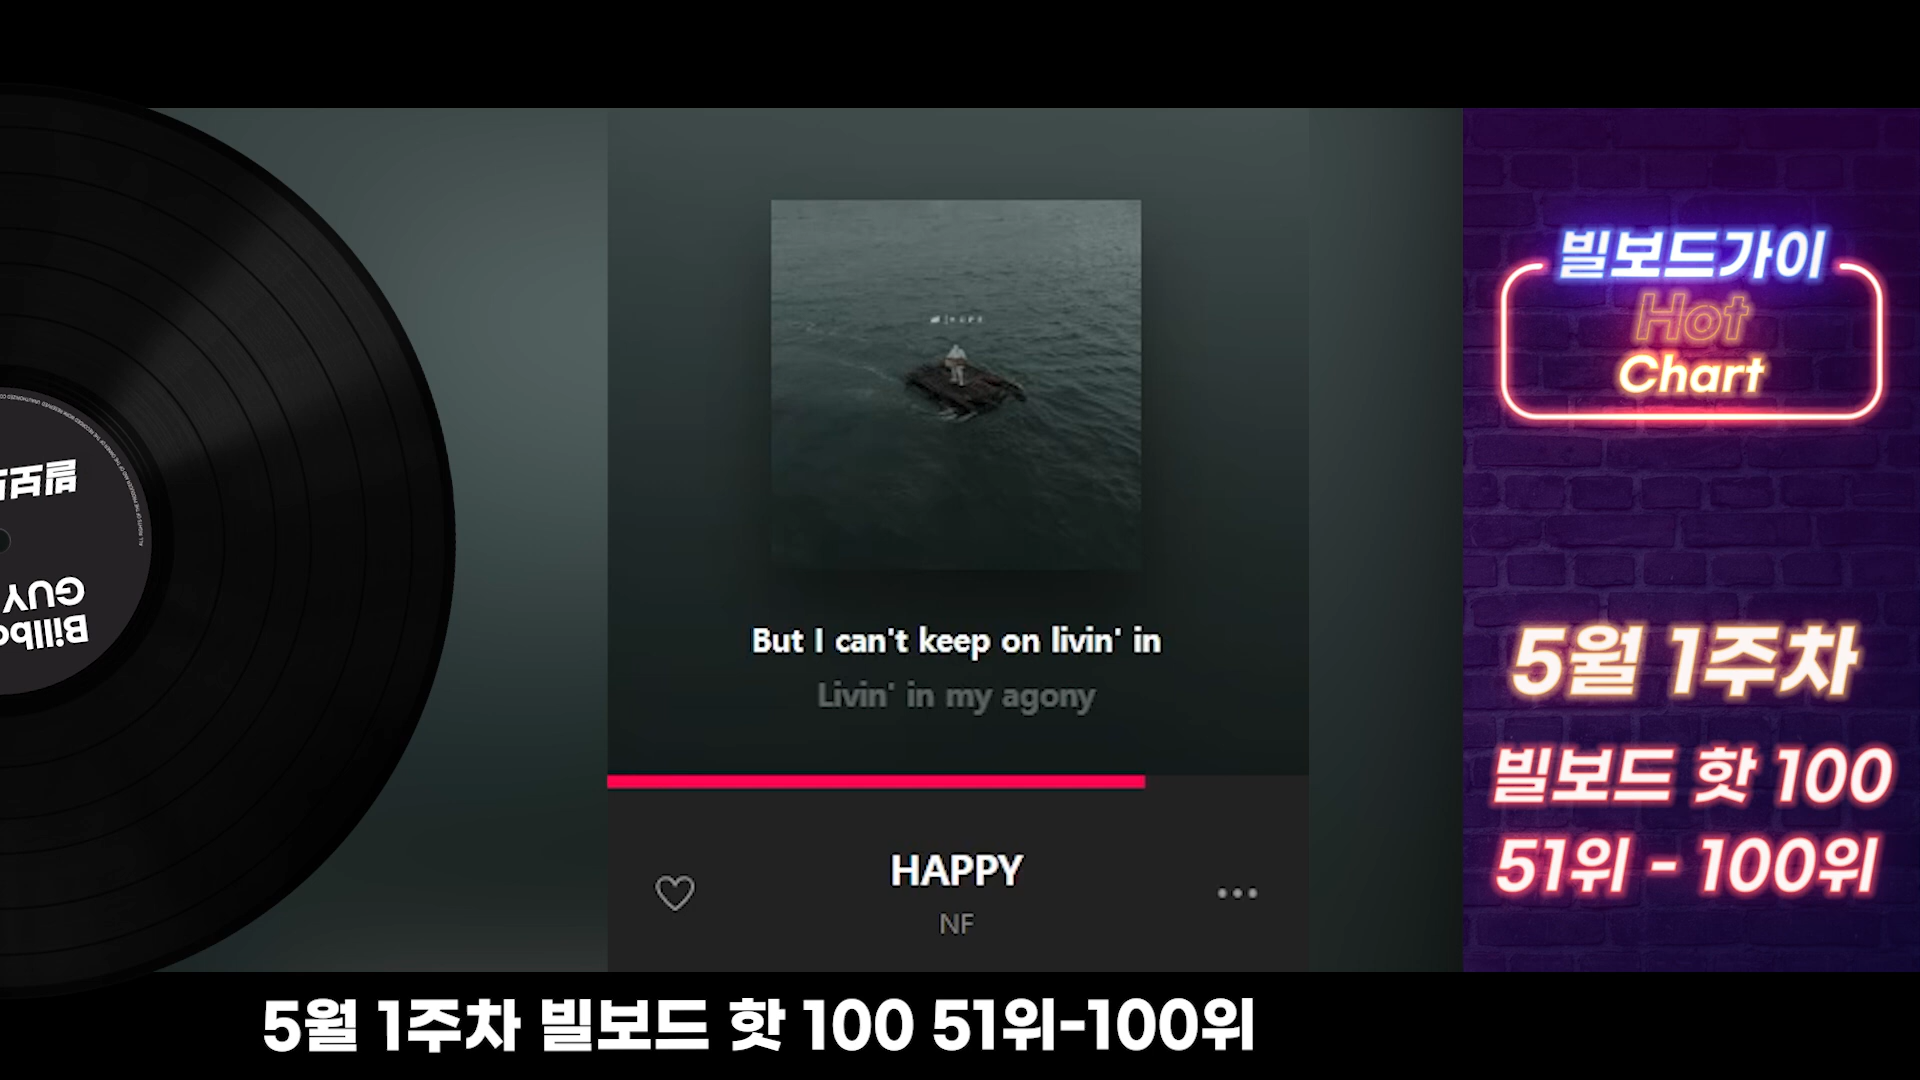 빌보드가이
Hot
Chart
But I can't keep on livin' in
Livin' in my agony
HAPPY
NF
5월 1주차
빌보드 핫 100
51위 - 100위
GUY
5월 1주차 빌보드 핫 100 51위-100위